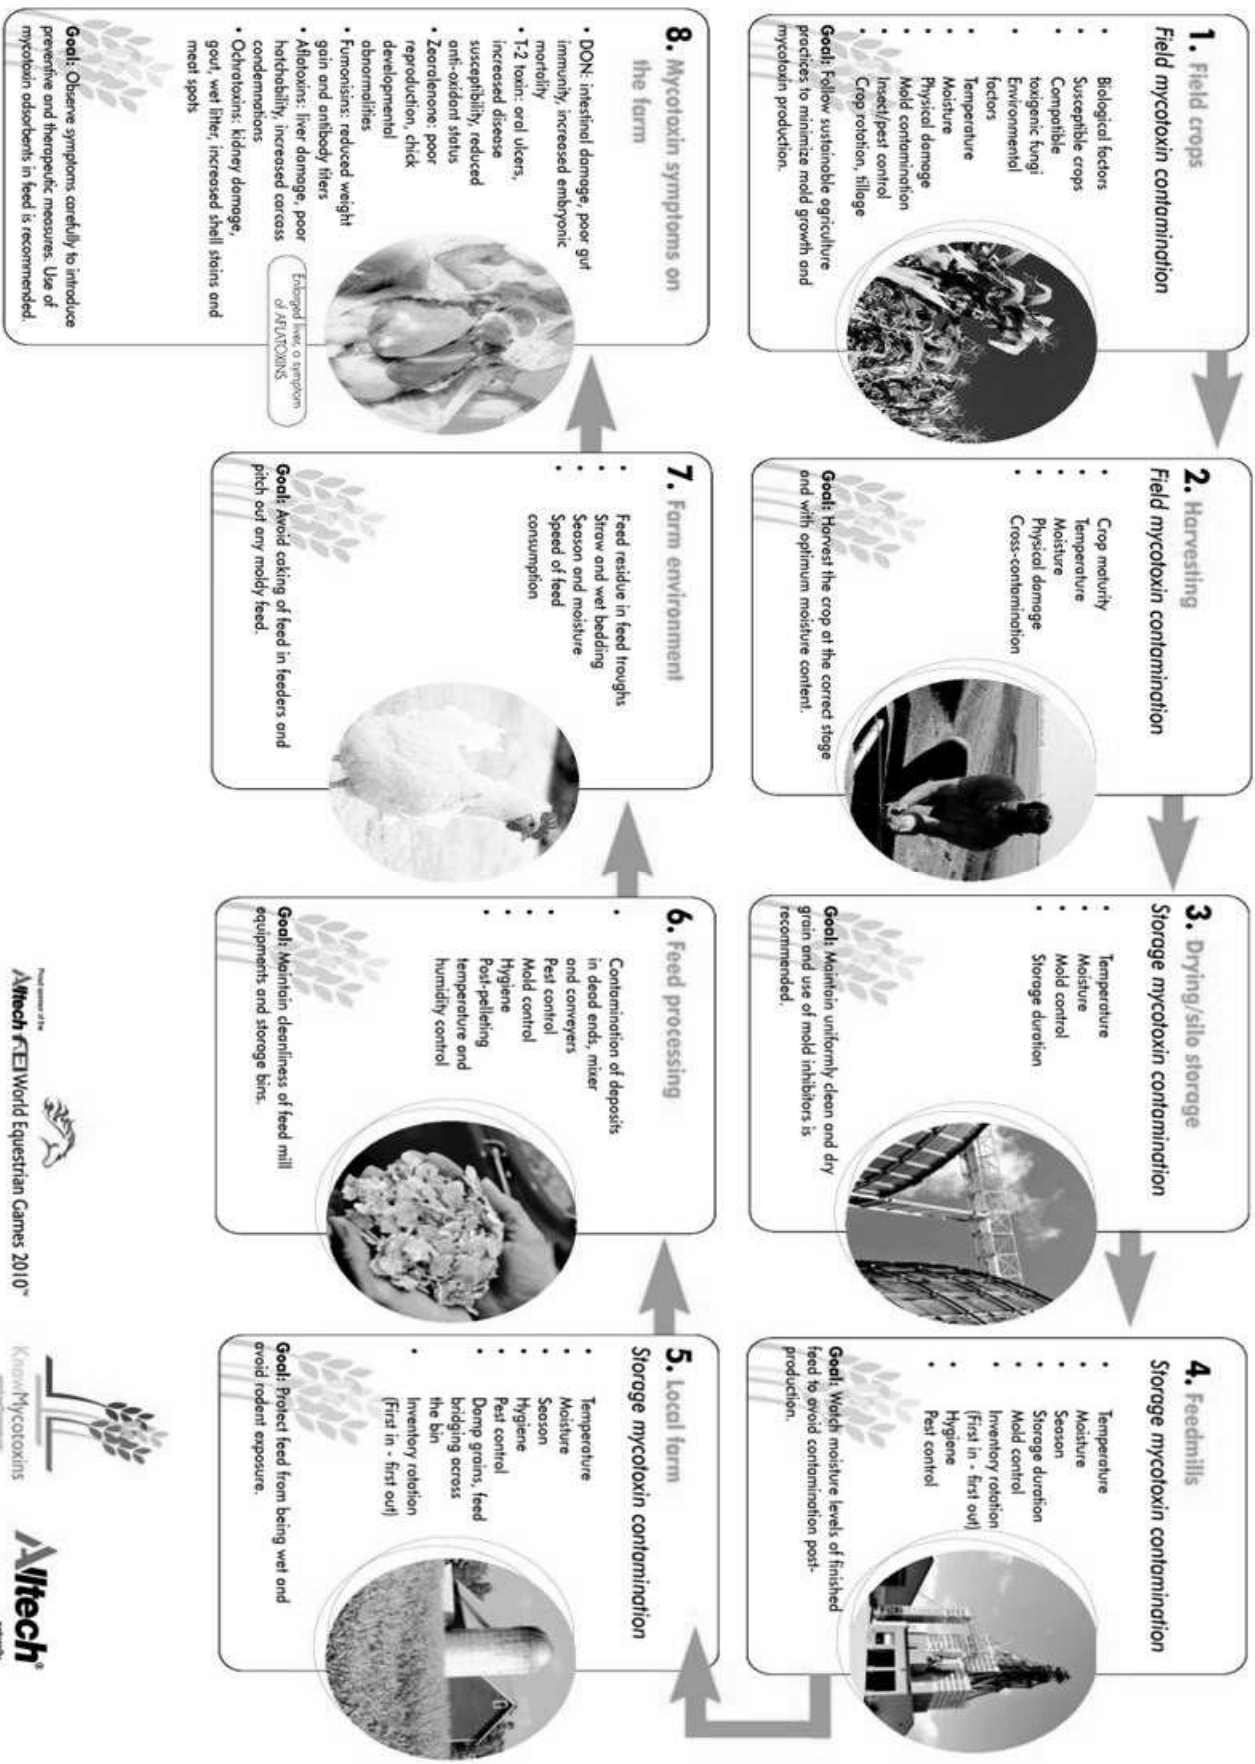 1. Field crops
Field mycotoxin contamination
• Biological factors
• Susceptible crops
• Compatible
toxigenic fungi
• Environmental
factors
• Temperature
• Moisture
• Physical damage
• Mold contamination
• Insect/pest control
• Crop rotation, tillage
Goal: Follow sustainable agriculture
practices to minimize mold growth and
mycotoxin production.
2. Harvesting
Field mycotoxin contamination
• Crop maturity
• Temperature
• Moisture
• Physical damage
• Cross-contamination
Goal: Harvest the crop at the correct stage
and with optimum moisture content.
3. Drying/silo storage
Storage mycotoxin contamination
• Temperature
• Moisture
• Mold control
• Storage duration
Goal: Maintain uniformly clean and dry
grain and use of mold inhibitors is
recommended.
4. Feedmills
Storage mycotoxin contamination
• Temperature
• Moisture
• Season
• Storage duration
• Mold control
• Inventory rotation
(First in - first out)
• Hygiene
• Pest control
Goal: Watch moisture levels of finished
feed to avoid contamination post-
production.
5. Local farm
Storage mycotoxin contamination
• Temperature
• Moisture
• Season
• Hygiene
• Pest control
• Damp grains, feed
bridging across
the bin
• Inventory rotation
(First in - first out)
Goal: Protect feed from being wet and
avoid rodent exposure.
6. Feed processing
• Contamination of deposits
in dead ends, mixer
and conveyers
• Pest control
• Mold control
• Hygiene
• Post-pelleting
temperature and
humidity control
Goal: Maintain cleanliness of feed mill
equipments and storage bins.
7. Farm environment
• Feed residue in feed troughs
• Straw and wet bedding
• Season and moisture
• Speed of feed
consumption
Goal: Avoid caking of feed in feeders and
pitch out any moldy feed.
8. Mycotoxin symptoms on
the farm
• DON: intestinal damage, poor gut
immunity, increased embryonic
mortality
• T-2 toxin: oral ulcers,
increased disease
susceptibility, reduced
anti-oxidant status
• Zearalenone: poor
reproduction, chick
developmental
abnormalities
• Fumonisins: reduced weight
gain and antibody titers
• Aflatoxins: liver damage, poor
hatchability, increased carcass
condemnations
• Ochratoxins: kidney damage,
gout, wet litter, increased shell stains and
meat spots
Enlarged liver, a symptom
of AFLATOXINS
Goal: Observe symptoms carefully to introduce
preventive and therapeutic measures. Use of
mycotoxin adsorbents in feed is recommended.
Proud sponsor of the
Alltech FEI World Equestrian Games 2010™
KnowMycotoxins
Alltech®